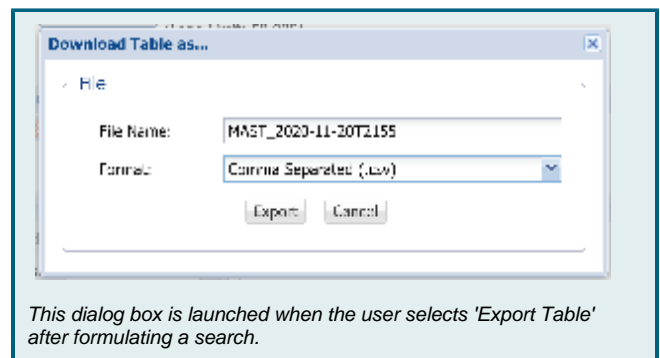 Download Table as...
File
File Name: MAST_2020-11-20T2155
Format: Comma Separated (.csv)
Export Cancel
This dialog box is launched when the user selects 'Export Table'
after formulating a search.